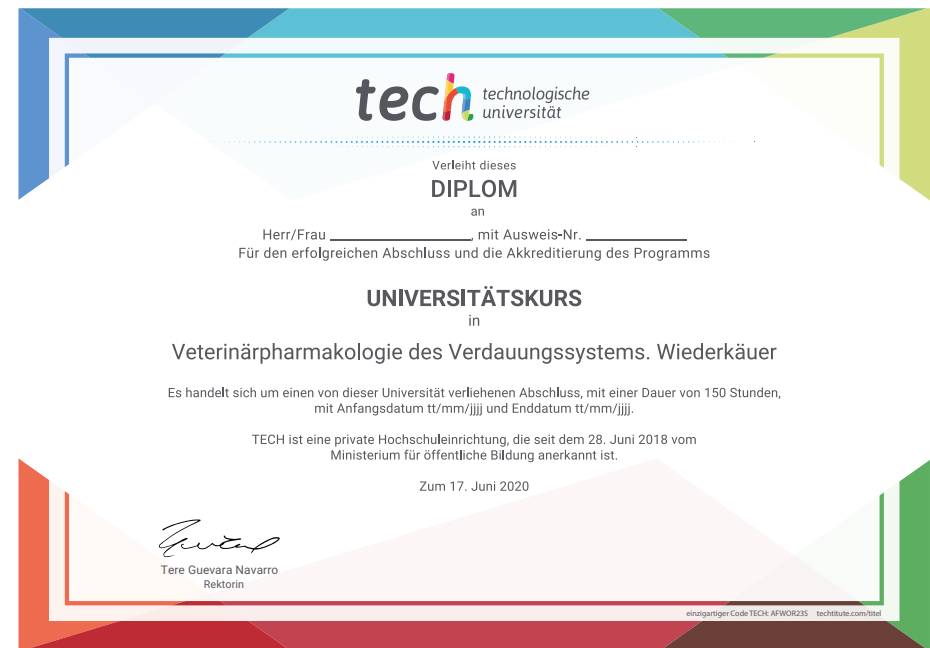 tech technologische
universität
Verleiht dieses
DIPLOM
an
Herr/Frau ____________, mit Ausweis-Nr. ____________
Für den erfolgreichen Abschluss und die Akkreditierung des Programms
UNIVERSITÄTSKURS
in
Veterinärpharmakologie des Verdauungssystems. Wiederkäuer
Es handelt sich um einen von dieser Universität verliehenen Abschluss, mit einer Dauer von 150 Stunden,
mit Anfangsdatum tt/mm/jjjj und Enddatum tt/mm/jjjj.
TECH ist eine private Hochschuleinrichtung, die seit dem 28. Juni 2018 vom
Ministerium für öffentliche Bildung anerkannt ist.
Zum 17. Juni 2020
Tere Guevara Navarro
Rektorin
einzigartiger Code TECH: AFWOR23S techtitute.com/titel